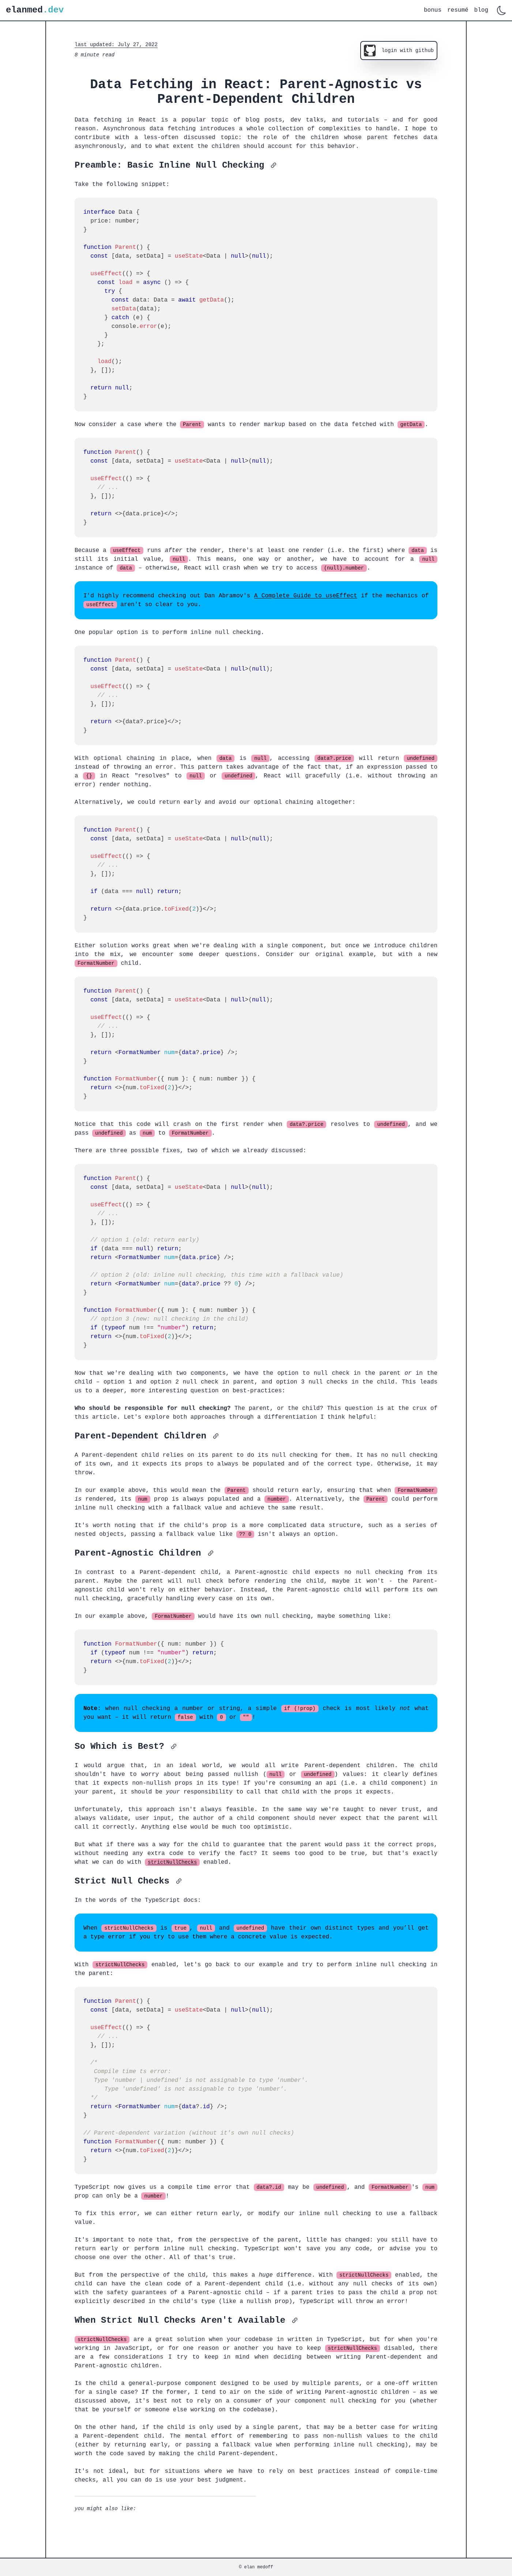 elanmed.dev
bonus resumé blog
last updated: July 27, 2022
8 minute read
login with github
Data Fetching in React: Parent-Agnostic vs
Parent-Dependent Children
Data fetching in React is a popular topic of blog posts, dev talks, and tutorials – and for good
reason. Asynchronous data fetching introduces a whole collection of complexities to handle. I hope to
contribute with a less-often discussed topic: the role of the children whose parent fetches data
asynchronously, and to what extent the children should account for this behavior.
Preamble: Basic Inline Null Checking
Take the following snippet:
interface Data {
  price: number;
}
function Parent() {
  const [data, setData] = useState<Data | null>(null);
  useEffect(() => {
    const load = async () => {
      try {
        const data: Data = await getData();
        setData(data);
      } catch (e) {
        console.error(e);
      }
    };
    load();
  }, []);
  return null;
}
Now consider a case where the Parent wants to render markup based on the data fetched with getData.
function Parent() {
  const [data, setData] = useState<Data | null>(null);
  useEffect(() => {
    // ...
  }, []);
  return <>{data.price}</>;
}
Because a useEffect runs after the render, there's at least one render (i.e. the first) where data is
still its initial value, null. This means, one way or another, we have to account for a null
instance of data – otherwise, React will crash when we try to access (null).number.
I'd highly recommend checking out Dan Abramov's A Complete Guide to useEffect if the mechanics of
useEffect aren't so clear to you.
One popular option is to perform inline null checking.
function Parent() {
  const [data, setData] = useState<Data | null>(null);
  useEffect(() => {
    // ...
  }, []);
  return <>{data?.price}</>;
}
With optional chaining in place, when data is null, accessing data?.price will return undefined
instead of throwing an error. This pattern takes advantage of the fact that, if an expression passed to
a {} in React "resolves" to null or undefined, React will gracefully (i.e. without throwing an
error) render nothing.
Alternatively, we could return early and avoid our optional chaining altogether:
function Parent() {
  const [data, setData] = useState<Data | null>(null);
  useEffect(() => {
    // ...
  }, []);
  if (data === null) return;
  return <>{data.price.toFixed(2)}</>;
}
Either solution works great when we're dealing with a single component, but once we introduce children
into the mix, we encounter some deeper questions. Consider our original example, but with a new
FormatNumber child.
function Parent() {
  const [data, setData] = useState<Data | null>(null);
  useEffect(() => {
    // ...
  }, []);
  return <FormatNumber num={data?.price} />;
}
function FormatNumber({ num }: { num: number }) {
  return <>{num.toFixed(2)}</>;
}
Notice that this code will crash on the first render when data?.price resolves to undefined, and we
pass undefined as num to FormatNumber.
There are three possible fixes, two of which we already discussed:
function Parent() {
  const [data, setData] = useState<Data | null>(null);
  useEffect(() => {
    // ...
  }, []);
  // option 1 (old: return early)
  if (data === null) return;
  return <FormatNumber num={data.price} />;
  // option 2 (old: inline null checking, this time with a fallback value)
  return <FormatNumber num={data?.price ?? 0} />;
}
function FormatNumber({ num }: { num: number }) {
  // option 3 (new: null checking in the child)
  if (typeof num !== "number") return;
  return <>{num.toFixed(2)}</>;
}
Now that we're dealing with two components, we have the option to null check in the parent or in the
child – option 1 and option 2 null check in parent, and option 3 null checks in the child. This leads
us to a deeper, more interesting question on best-practices:
Who should be responsible for null checking? The parent, or the child? This question is at the crux of
this article. Let's explore both approaches through a differentiation I think helpful:
Parent-Dependent Children
A Parent-dependent child relies on its parent to do its null checking for them. It has no null checking
of its own, and it expects its props to always be populated and of the correct type. Otherwise, it may
throw.
In our example above, this would mean the Parent should return early, ensuring that when FormatNumber
is rendered, its num prop is always populated and a number. Alternatively, the Parent could perform
inline null checking with a fallback value and achieve the same result.
It's worth noting that if the child's prop is a more complicated data structure, such as a series of
nested objects, passing a fallback value like ?? 0 isn't always an option.
Parent-Agnostic Children
In contrast to a Parent-dependent child, a Parent-agnostic child expects no null checking from its
parent. Maybe the parent will null check before rendering the child, maybe it won't – the Parent-
agnostic child won't rely on either behavior. Instead, the Parent-agnostic child will perform its own
null checking, gracefully handling every case on its own.
In our example above, FormatNumber would have its own null checking, maybe something like:
function FormatNumber({ num: number }) {
  if (typeof num !== "number") return;
  return <>{num.toFixed(2)}</>;
}
Note: when null checking a number or string, a simple if (!prop) check is most likely not what
you want – it will return false with 0 or ""!
So Which is Best?
I would argue that, in an ideal world, we would all write Parent-dependent children. The child
shouldn't have to worry about being passed nullish (null or undefined) values: it clearly defines
that it expects non-nullish props in its type! If you're consuming an api (i.e. a child component) in
your parent, it should be your responsibility to call that child with the props it expects.
Unfortunately, this approach isn't always feasible. In the same way we're taught to never trust, and
always validate, user input, the author of a child component should never expect that the parent will
call it correctly. Anything else would be much too optimistic.
But what if there was a way for the child to guarantee that the parent would pass it the correct props,
without needing any extra code to verify the fact? It seems too good to be true, but that's exactly
what we can do with strictNullChecks enabled.
Strict Null Checks
In the words of the TypeScript docs:
When strictNullChecks is true, null and undefined have their own distinct types and you'll get
a type error if you try to use them where a concrete value is expected.
With strictNullChecks enabled, let's go back to our example and try to perform inline null checking in
the parent:
function Parent() {
  const [data, setData] = useState<Data | null>(null);
  useEffect(() => {
    // ...
  }, []);
  /*
   Compile time ts error:
   Type 'number | undefined' is not assignable to type 'number'.
      Type 'undefined' is not assignable to type 'number'.
  */
  return <FormatNumber num={data?.id} />;
}
// Parent-dependent variation (without it's own null checks)
function FormatNumber({ num: number }) {
  return <>{num.toFixed(2)}</>;
}
TypeScript now gives us a compile time error that data?.id may be undefined, and FormatNumber's num
prop can only be a number!
To fix this error, we can either return early, or modify our inline null checking to use a fallback
value.
It's important to note that, from the perspective of the parent, little has changed: you still have to
return early or perform inline null checking. TypeScript won't save you any code, or advise you to
choose one over the other. All of that's true.
But from the perspective of the child, this makes a huge difference. With strictNullChecks enabled, the
child can have the clean code of a Parent-dependent child (i.e. without any null checks of its own)
with the safety guarantees of a Parent-agnostic child – if a parent tries to pass the child a prop not
explicitly described in the child's type (like a nullish prop), TypeScript will throw an error!
When Strict Null Checks Aren't Available
strictNullChecks are a great solution when your codebase in written in TypeScript, but for when you're
working in JavaScript, or for one reason or another you have to keep strictNullChecks disabled, there
are a few considerations I try to keep in mind when deciding between writing Parent-dependent and
Parent-agnostic children.
Is the child a general-purpose component designed to be used by multiple parents, or a one-off written
for a single case? If the former, I tend to air on the side of writing Parent-agnostic children – as we
discussed above, it's best not to rely on a consumer of your component null checking for you (whether
that be yourself or someone else working on the codebase).
On the other hand, if the child is only used by a single parent, that may be a better case for writing
a Parent-dependent child. The mental effort of remembering to pass non-nullish values to the child
(either by returning early, or passing a fallback value when performing inline null checking), may be
worth the code saved by making the child Parent-dependent.
It's not ideal, but for situations where we have to rely on best practices instead of compile-time
checks, all you can do is use your best judgment.
you might also like:
© elan medoff